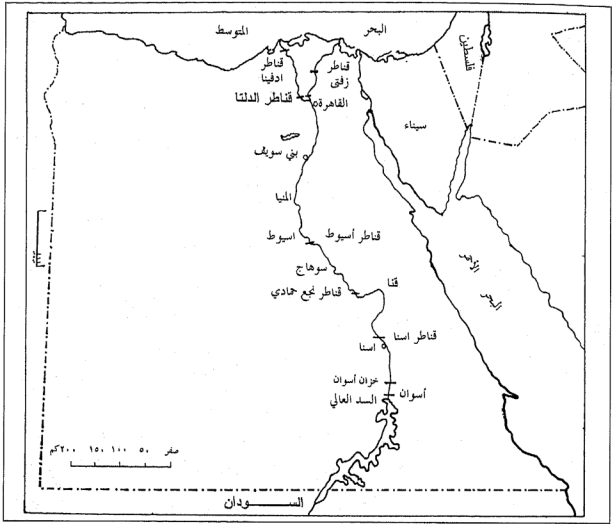 البحر
المتوسط
قناطر
ادفينا
قناطر
زفتى
فلسطين
قناطر الدلتا
القاهرة
سيناء
بني سويف
المنيا
قناطر أسيوط
اسيوط
سوهاج
قنا
قناطر نجع حمادي
البحر
الأحمر
قناطر اسنا
اسنا
خزان أسوان
أسوان
السد العالي
صفر ٥٠ ١٠٠ ١٥٠ ٢٠٠كم
الســـودان